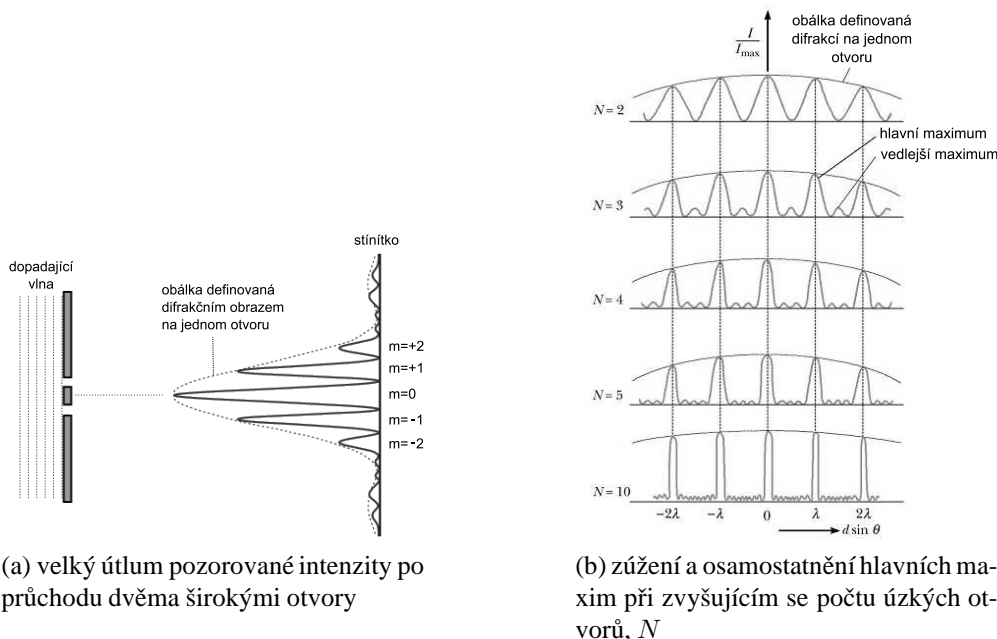 dopadající
vlna
obálka definovaná
difrakčním obrazem
na jednom otvoru
stínítko
m=+2
m=+1
m=0
m=-1
m=-2
(a) velký útlum pozorované intenzity po
průchodu dvěma širokými otvory
I
I_max
obálka definovaná
difrakcí na jednom
otvoru
N=2
hlavní maximum
vedlejší maximum
N=3
N=4
N=5
N=10
−2λ −λ 0 λ 2λ
d sin θ
(b) zúžení a osamostatnění hlavních ma-
xim při zvyšujícím se počtu úzkých ot-
vorů, N